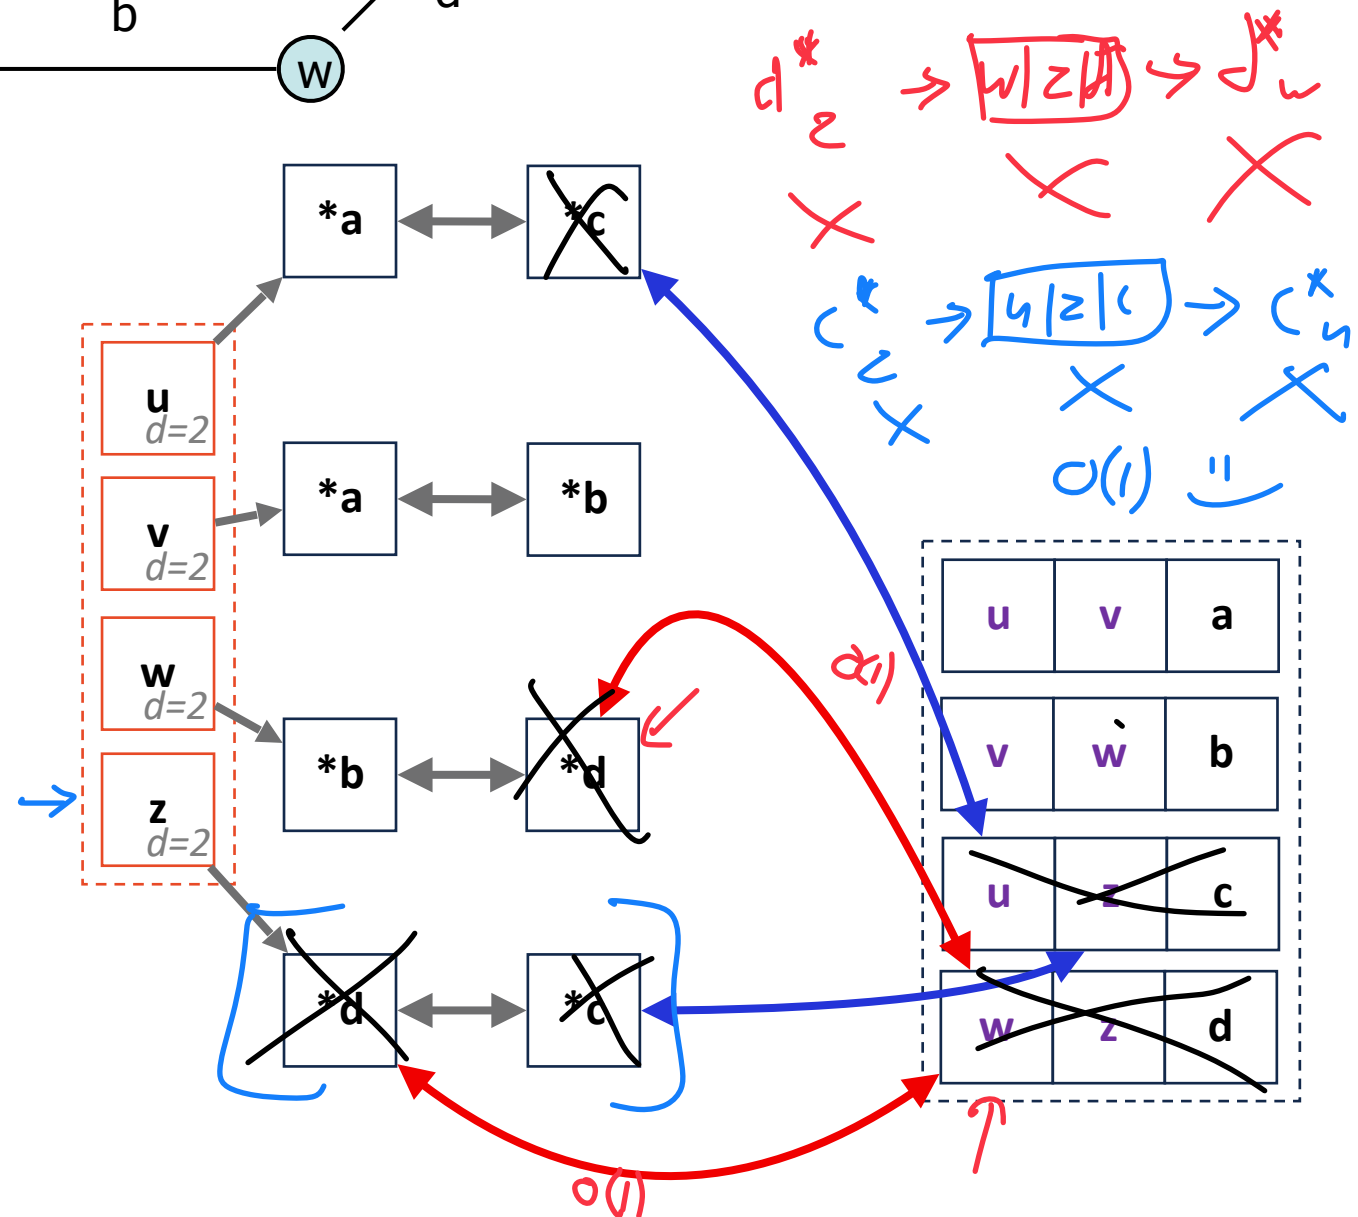 b
d
w
d* z → w|z|d → d* w
c* z → u|z|c → c* u
O(1)
*a *c
u
d=2
*a *b
v
d=2
u v a
O(1)
w
d=2
*b *d
v w b
z
d=2
u z c
*d *c
w z d
O(1)